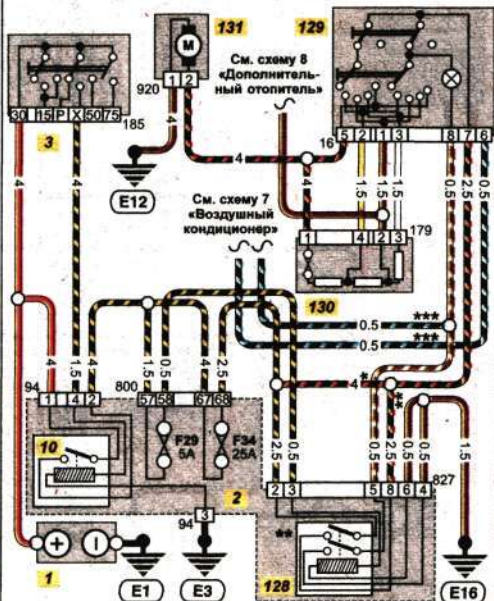 131
129
См. схему 8
«Дополнитель-
ный отопитель»
M
1 2
920
30 15 P X 50 75
185
3
4
4
4
16
5 2 1 3 8 7 6
E12
4
4
1.5
1.5
1.5
0.5
2.5
0.5
См. схему 7
«Воздушный
кондиционер»
179
1 4 2 3
130
0.5
***
0.5
***
4
1.5
4
1.5
0.5
4
2.5
4
*
94
1 4 2
800
57 58 67 68
**
10
F29
5A
F34
25A
2.5
0.5
0.5
2.5
0.5
0.5
1.5
2
827
2 3 5 8 6 4
94
3
**
+ –
1
E1
E3
128
E16